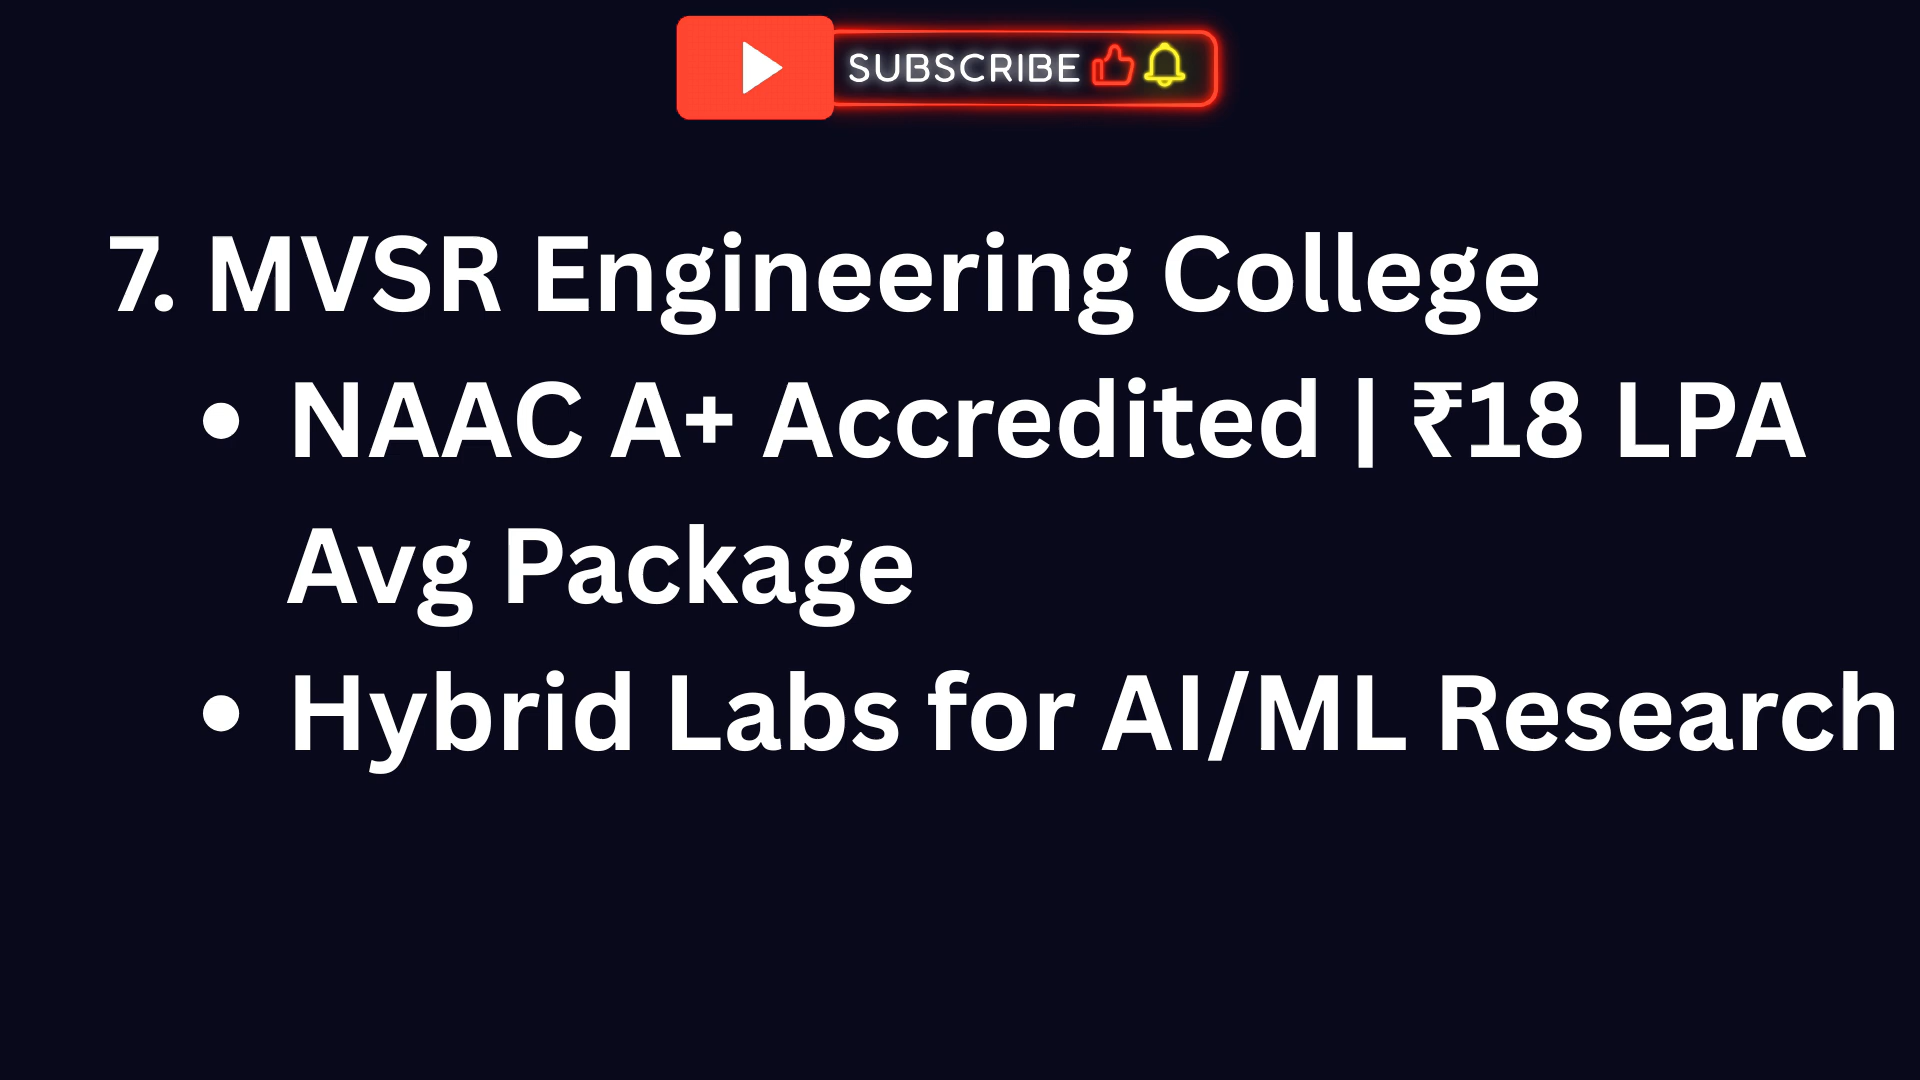 SUBSCRIBE
7. MVSR Engineering College
• NAAC A+ Accredited | ₹18 LPA
Avg Package
• Hybrid Labs for AI/ML Research